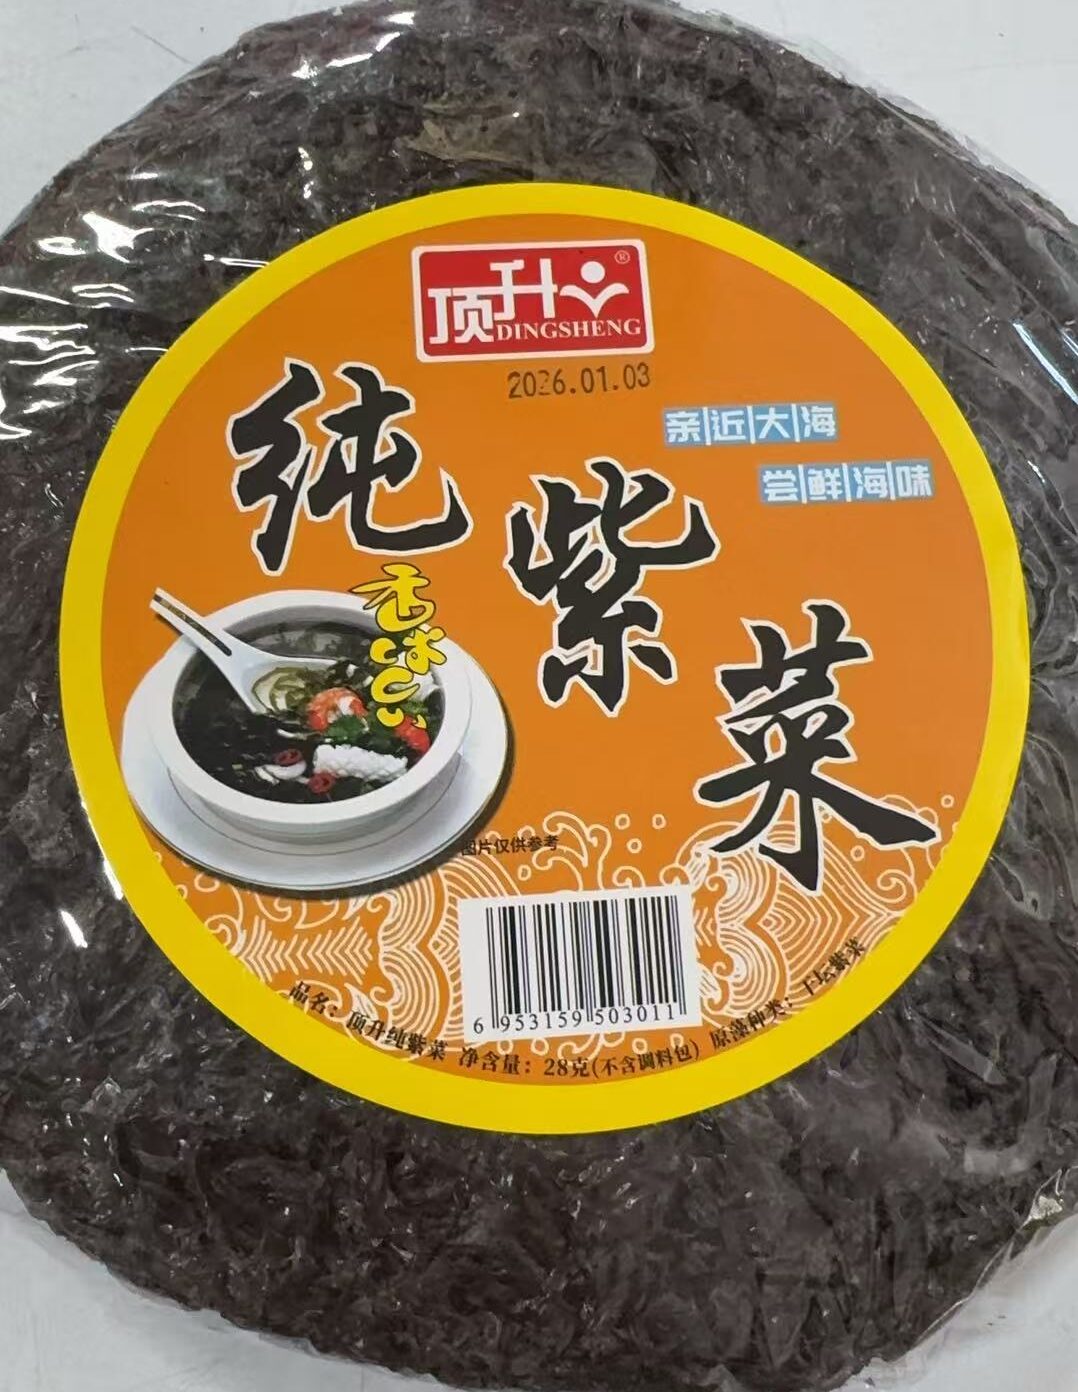 顶升®
DINGSHENG
2026.01.03
亲近大海
尝鲜海味
纯紫菜
香味
图片仅供参考
6 953159 503011
品名：顶升纯紫菜 净含量：28克(不含调料包) 原藻种类：干坛紫菜